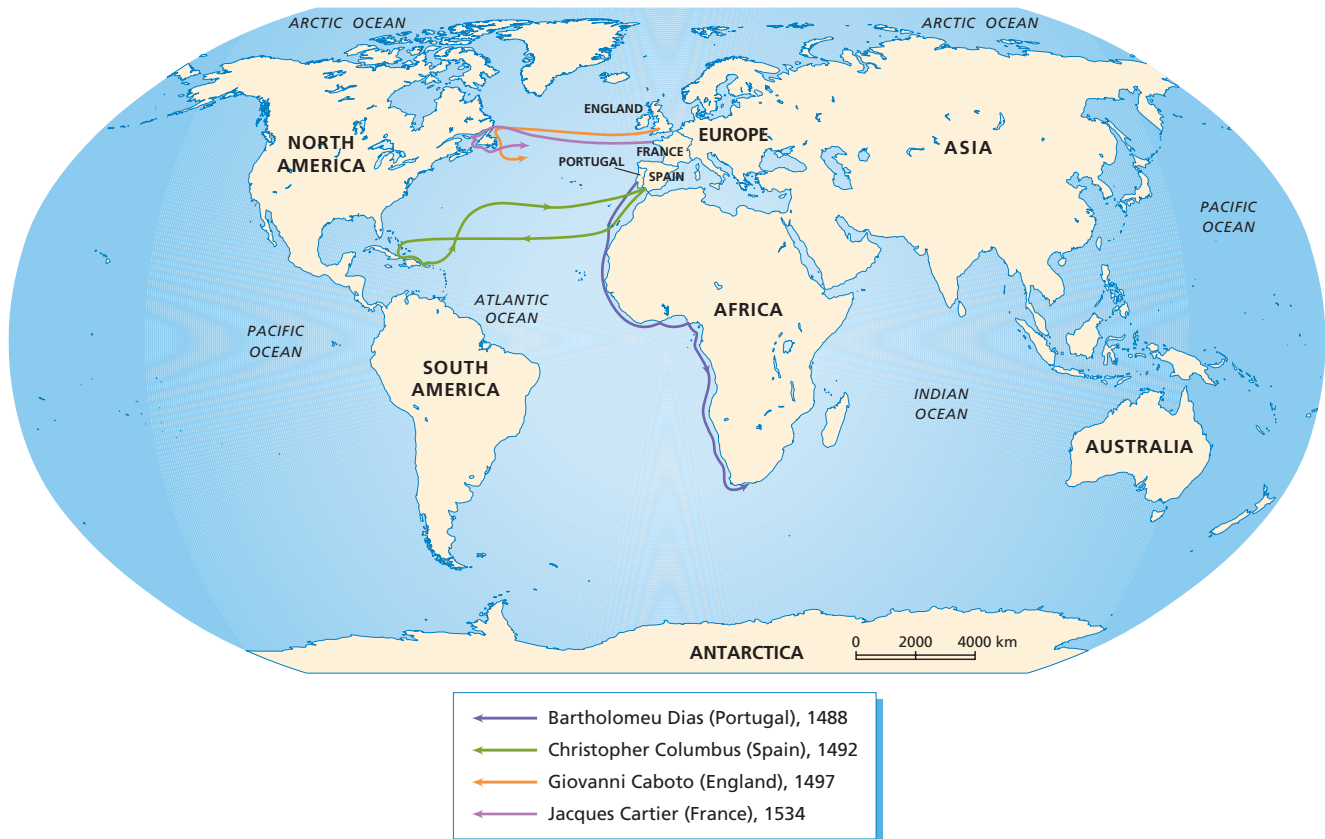 ARCTIC OCEAN
ARCTIC OCEAN
ENGLAND
NORTH
AMERICA
EUROPE
ASIA
FRANCE
PORTUGAL
SPAIN
PACIFIC
OCEAN
ATLANTIC
OCEAN
AFRICA
PACIFIC
OCEAN
SOUTH
AMERICA
INDIAN
OCEAN
AUSTRALIA
ANTARCTICA
0 2000 4000 km
Bartholomeu Dias (Portugal), 1488
Christopher Columbus (Spain), 1492
Giovanni Caboto (England), 1497
Jacques Cartier (France), 1534